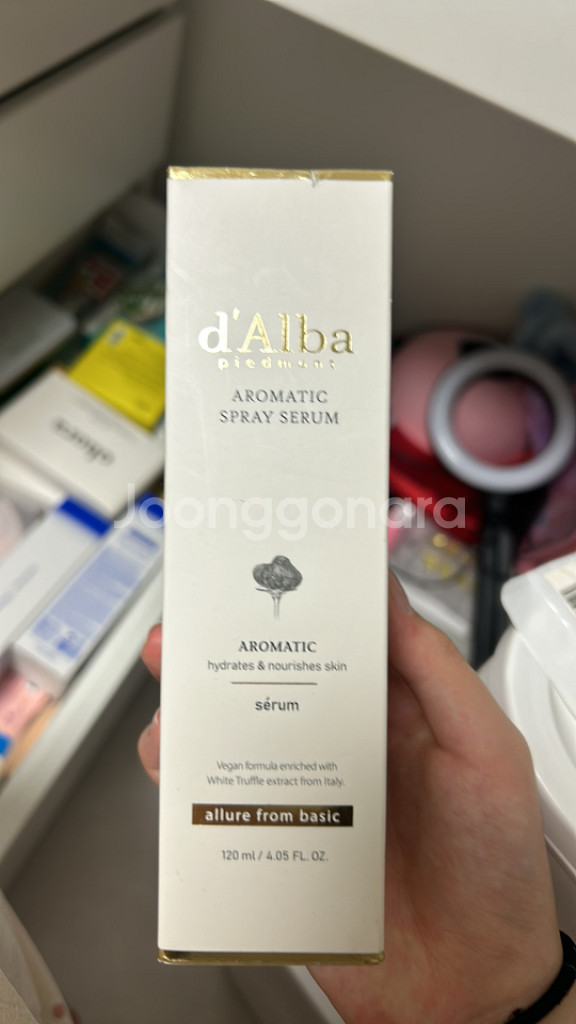 d'Alba
piedmont
AROMATIC
SPRAY SERUM
Joonggonara
AROMATIC
hydrates & nourishes skin
sérum
Vegan formula enriched with
White Truffle extract from Italy.
allure from basic
120 ml / 4.05 FL. OZ.